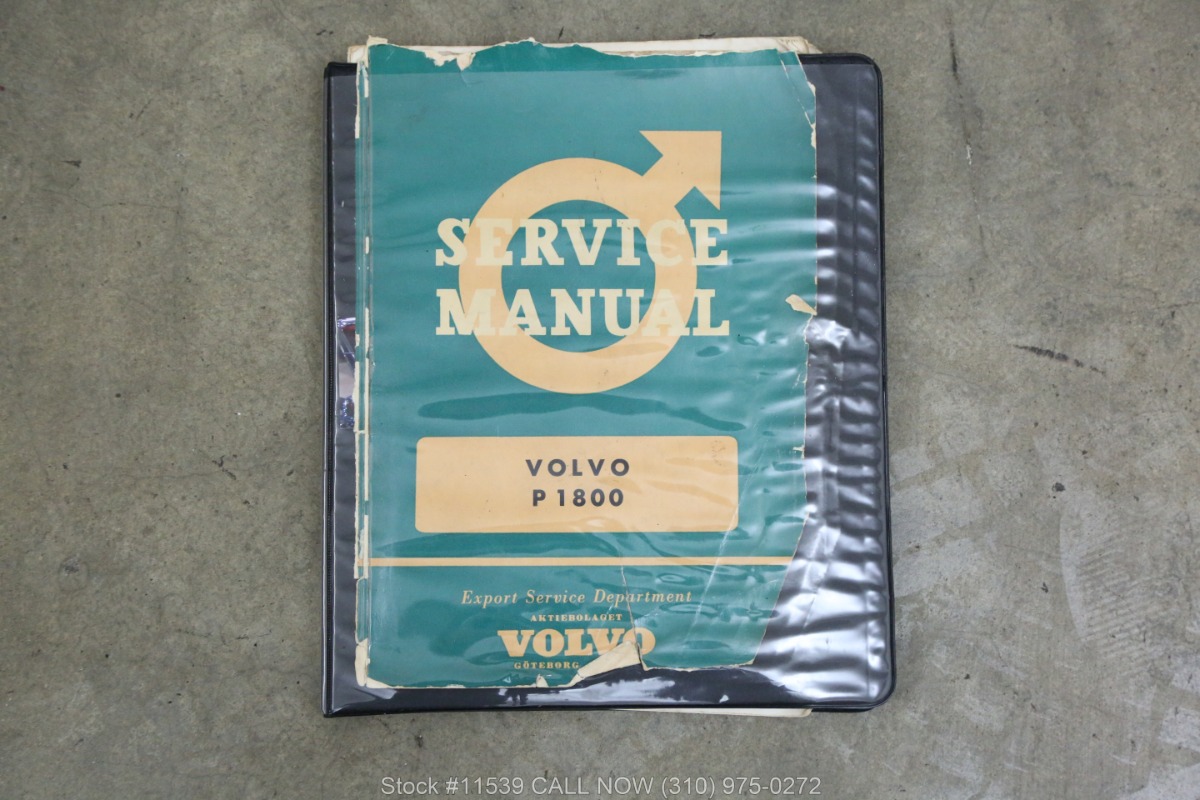 SERVICE
MANUAL
VOLVO
P 1800
Export Service Department
AKTIEBOLAGET
VOLVO
GÖTEBORG
Stock #11539 CALL NOW (310) 975-0272